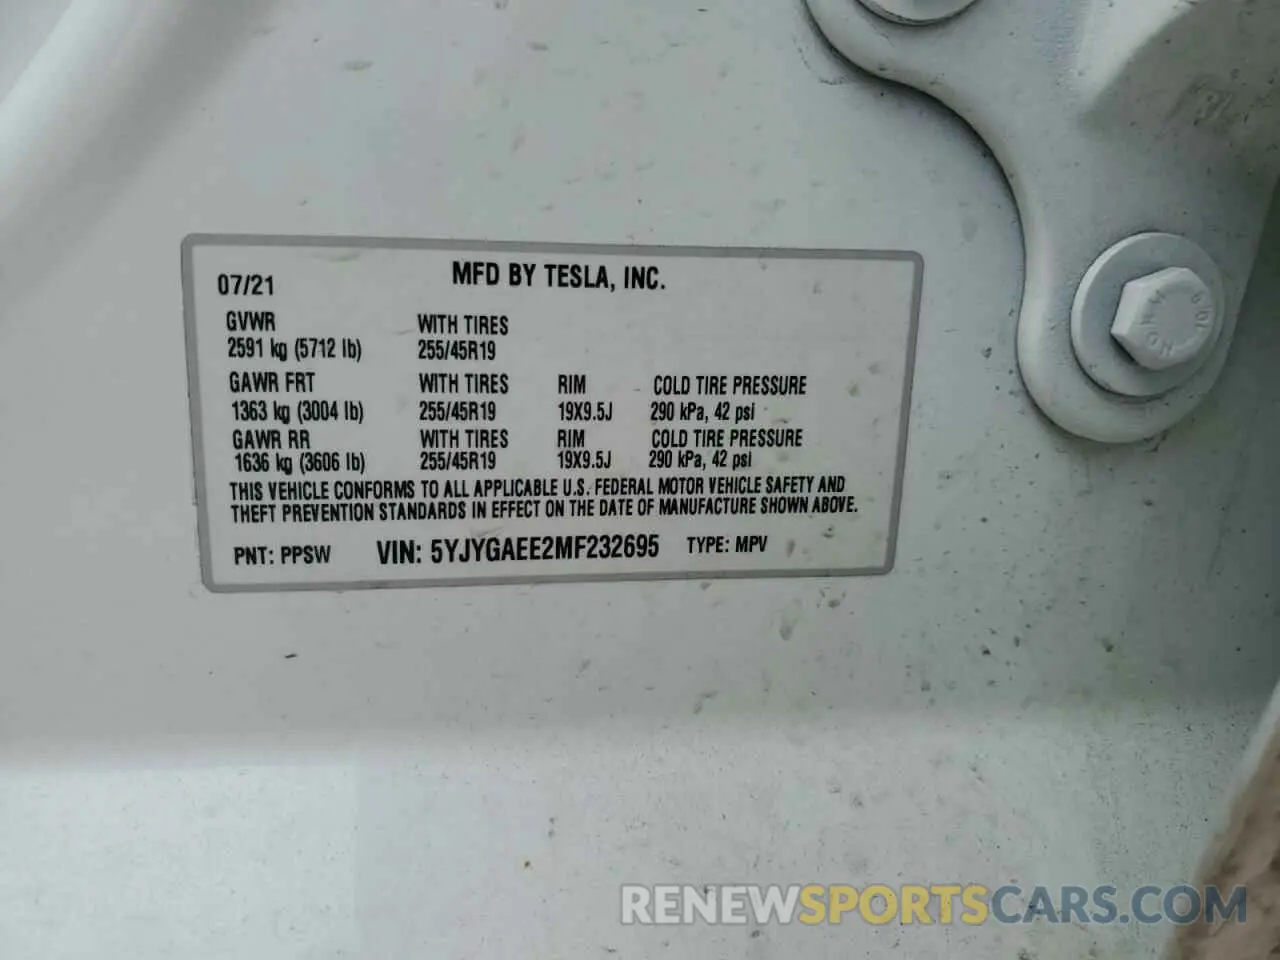 07/21 MFD BY TESLA, INC.
GVWR WITH TIRES
2591 kg (5712 lb) 255/45R19
GAWR FRT WITH TIRES RIM COLD TIRE PRESSURE
1363 kg (3004 lb) 255/45R19 19X9.5J 290 kPa, 42 psi
GAWR RR WITH TIRES RIM COLD TIRE PRESSURE
1636 kg (3606 lb) 255/45R19 19X9.5J 290 kPa, 42 psi
THIS VEHICLE CONFORMS TO ALL APPLICABLE U.S. FEDERAL MOTOR VEHICLE SAFETY AND
THEFT PREVENTION STANDARDS IN EFFECT ON THE DATE OF MANUFACTURE SHOWN ABOVE.
PNT: PPSW VIN: 5YJYGAEE2MF232695 TYPE: MPV
RENEWSPORTSCARS.COM